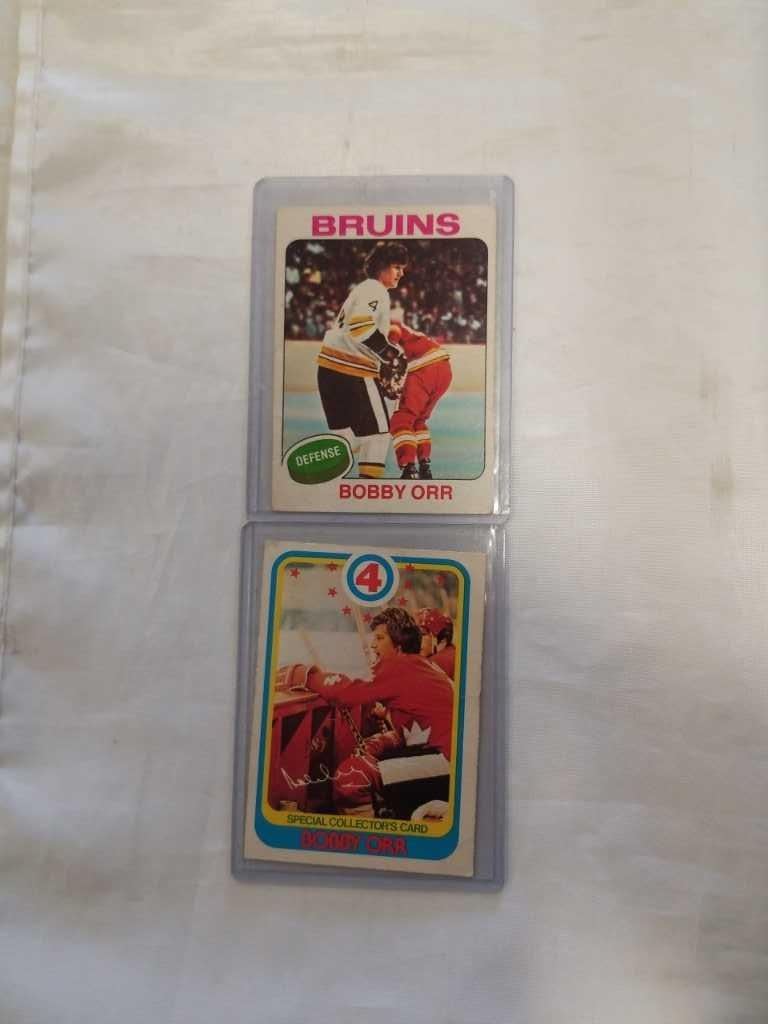 BRUINS
4
DEFENSE
BOBBY ORR
4
SPECIAL COLLECTOR'S CARD
BOBBY ORR